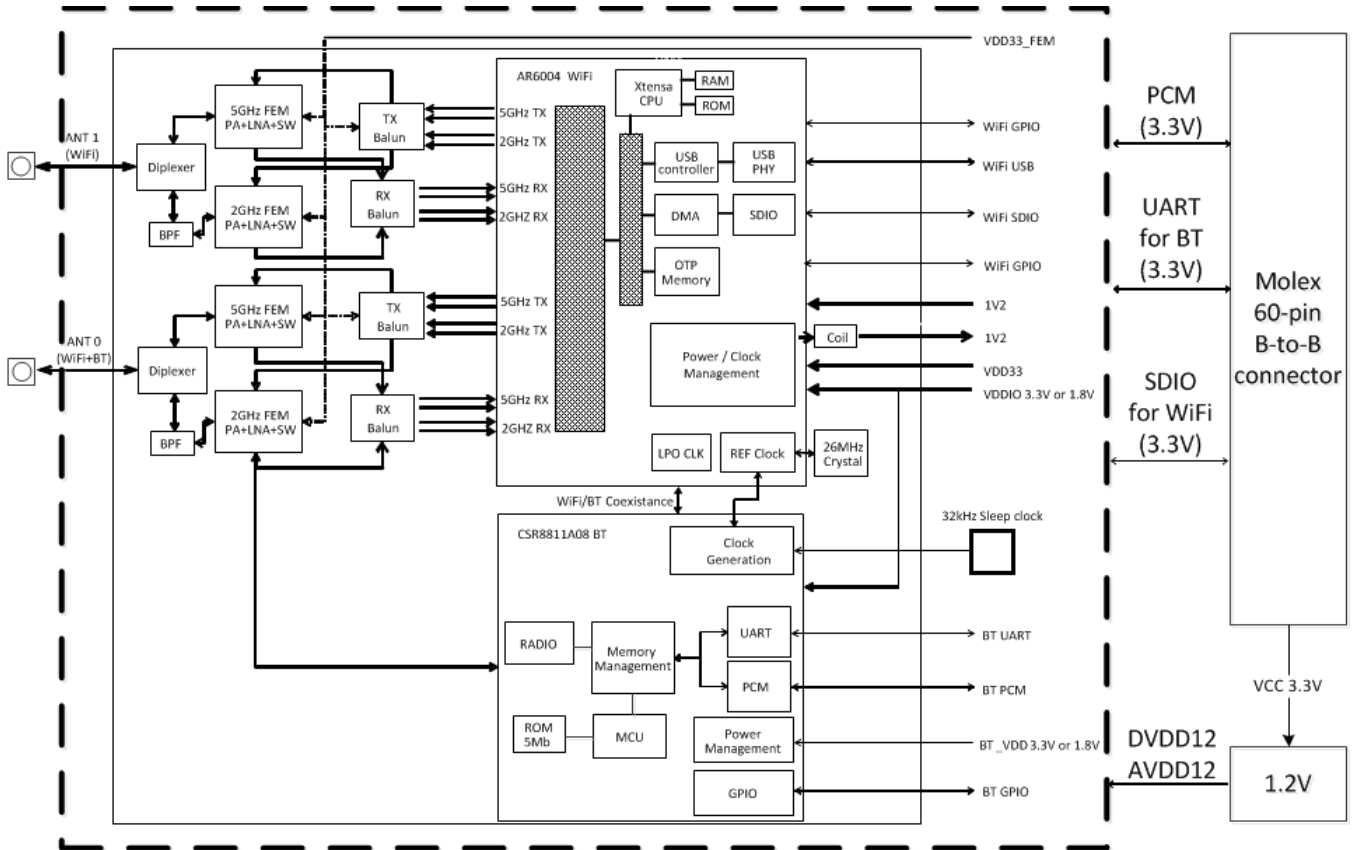 VDD33_FEM
AR6004 WiFi
Xtensa
CPU
RAM
ROM
5GHz FEM
PA+LNA+SW
TX
Balun
5GHz TX
2GHz TX
ANT 1
(WiFi)
Diplexer
2GHz FEM
PA+LNA+SW
BPF
RX
Balun
5GHz RX
2GHZ RX
USB
controller
USB
PHY
DMA
SDIO
OTP
Memory
WiFi GPIO
WiFi USB
WiFi SDIO
WiFi GPIO
5GHz FEM
PA+LNA+SW
TX
Balun
5GHz TX
2GHz TX
ANT 0
(WiFi+BT)
Diplexer
2GHz FEM
PA+LNA+SW
BPF
RX
Balun
5GHz RX
2GHZ RX
Power / Clock
Management
Coil
1V2
1V2
VDD33
VDDIO 3.3V or 1.8V
LPO CLK
REF Clock
26MHz
Crystal
WiFi/BT Coexistance
CSR8811A08 BT
Clock
Generation
32kHz Sleep clock
RADIO
Memory
Management
UART
PCM
ROM
5Mb
MCU
Power
Management
GPIO
BT UART
BT PCM
BT_VDD 3.3V or 1.8V
BT GPIO
PCM
(3.3V)
UART
for BT
(3.3V)
SDIO
for WiFi
(3.3V)
Molex
60-pin
B-to-B
connector
VCC 3.3V
DVDD12
AVDD12
1.2V